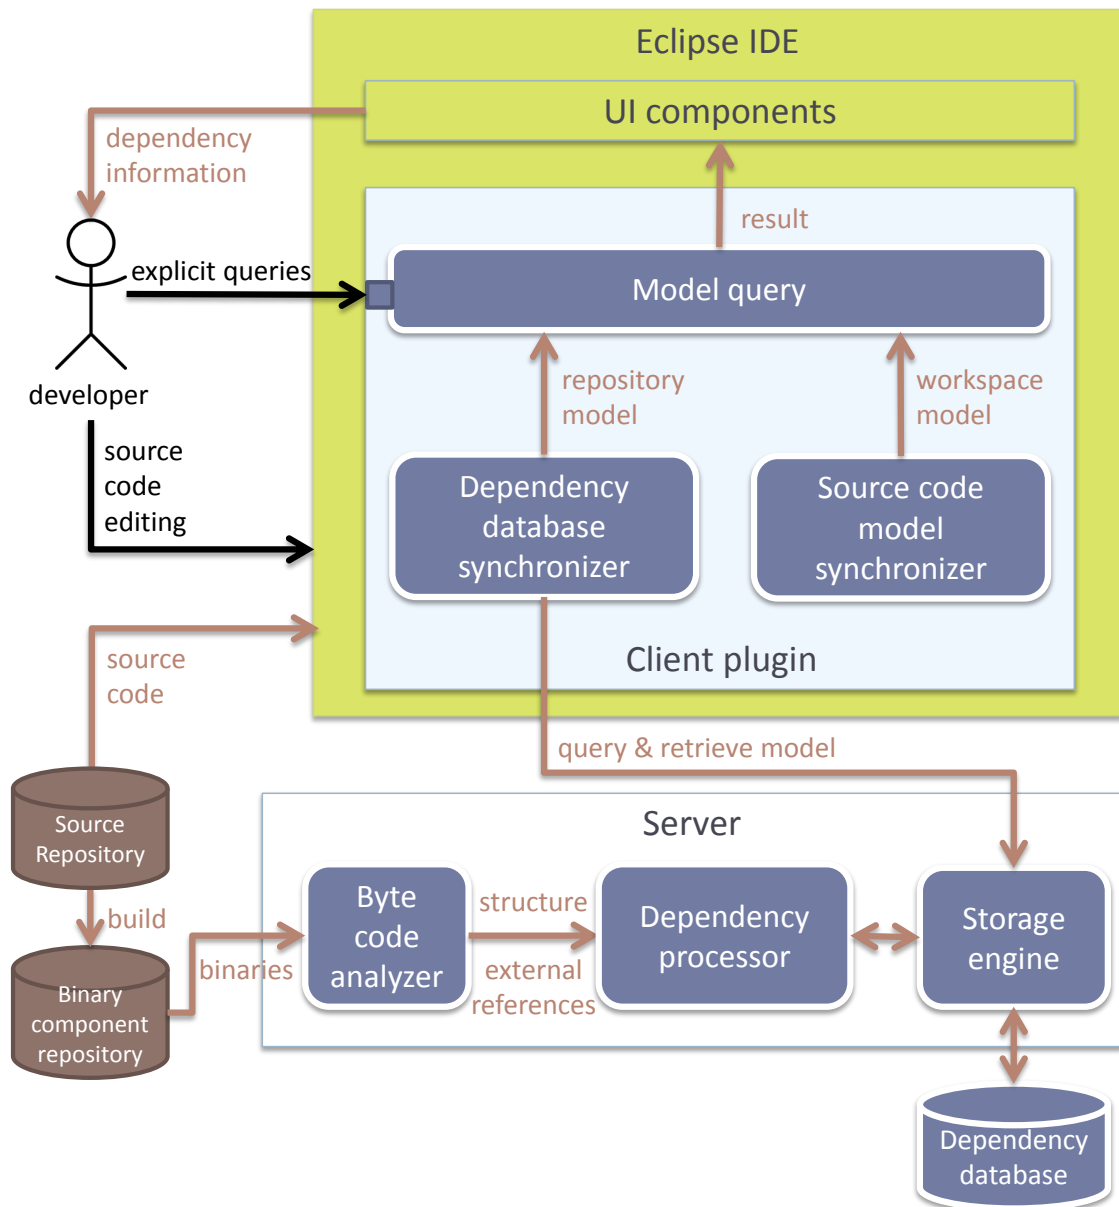 Eclipse IDE
UI components
dependency
information
result
explicit queries
Model query
developer
repository
model
workspace
model
source
code
editing
Dependency
database
synchronizer
Source code
model
synchronizer
source
code
Client plugin
query & retrieve model
Source
Repository
Server
build
Byte
code
analyzer
structure
external
references
Dependency
processor
Storage
engine
binaries
Binary
component
repository
Dependency
database